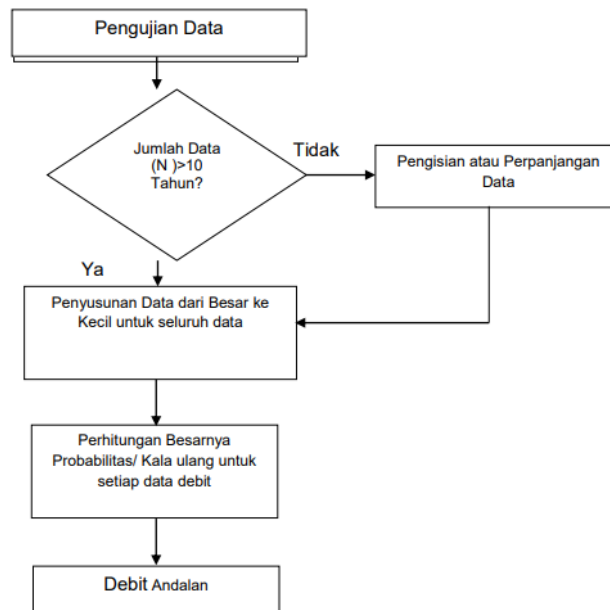 Pengujian Data
Jumlah Data
(N )>10
Tahun?
Tidak
Pengisian atau Perpanjangan
Data
Ya
Penyusunan Data dari Besar ke
Kecil untuk seluruh data
Perhitungan Besarnya
Probabilitas/ Kala ulang untuk
setiap data debit
Debit Andalan